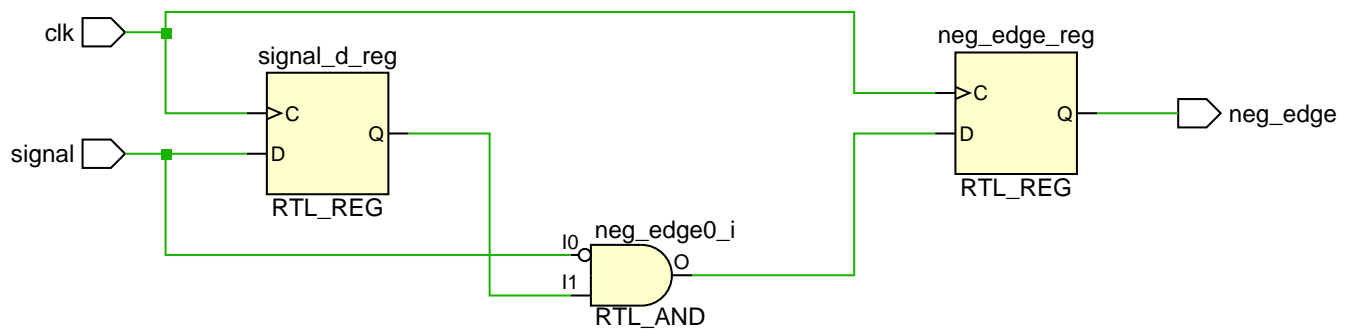 clk
signal_d_reg
C
Q
D
RTL_REG
signal
neg_edge0_i
I0
I1
O
RTL_AND
neg_edge_reg
C
Q
D
RTL_REG
neg_edge